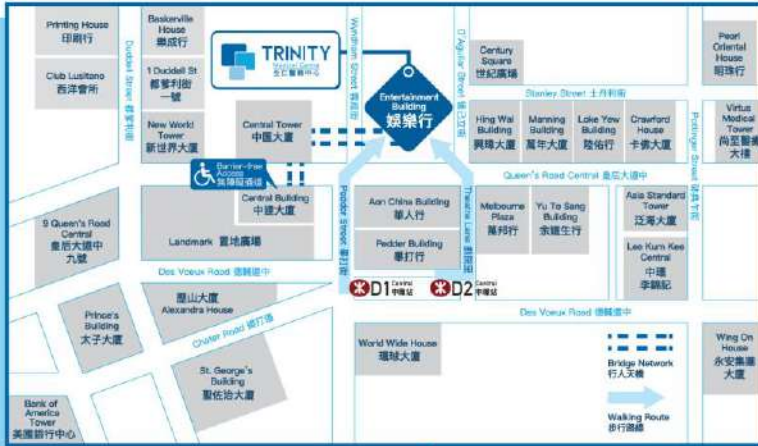 Printing House
印刷行
Club Lusitano
西洋會所
Duddell Street 都爹利街
Baskerville
House
樂成行
1 Duddell St
都爹利街
一號
New World
Tower
新世界大廈
TRINITY
Medical Centre
全仁醫務中心
Central Tower
中匯大廈
Wyndham Street 雲咸街
D'Aguilar Street 德己立街
Entertainment
Building
娛樂行
Century
Square
世紀廣場
Stanley Street 士丹利街
Hing Wai
Building
興瑋大廈
Manning
Building
萬年大廈
Loke Yew
Building
陸佑行
Crawford
House
卡佛大廈
Pottinger Street 砵典乍街
Pearl
Oriental
House
明珠行
Virtus
Medical
Tower
尚至醫療
大樓
Barrier-free
Access
無障礙通道
Queen's Road Central 皇后大道中
Central Building
中建大廈
Landmark 置地廣場
9 Queen's Road
Central
皇后大道中
九號
Pedder Street 畢打街
Aon China Building
華人行
Pedder Building
畢打行
Theatre Lane 戲院里
Melbourne
Plaza
萬邦行
Yu To Sang
Building
余道生行
Asia Standard
Tower
泛海大廈
Lee Kum Kee
Central
中環
李錦記
Des Voeux Road 德輔道中
D1 Central
中環站
D2 Central
中環站
Des Voeux Road 德輔道中
Prince's
Building
太子大廈
歷山大廈
Alexandra House
Chater Road 遮打道
St. George's
Building
聖佐治大廈
World Wide House
環球大廈
Bridge Network
行人天橋
Walking Route
步行路線
Wing On
House
永安集團
大廈
Bank of
America
Tower
美國銀行中心